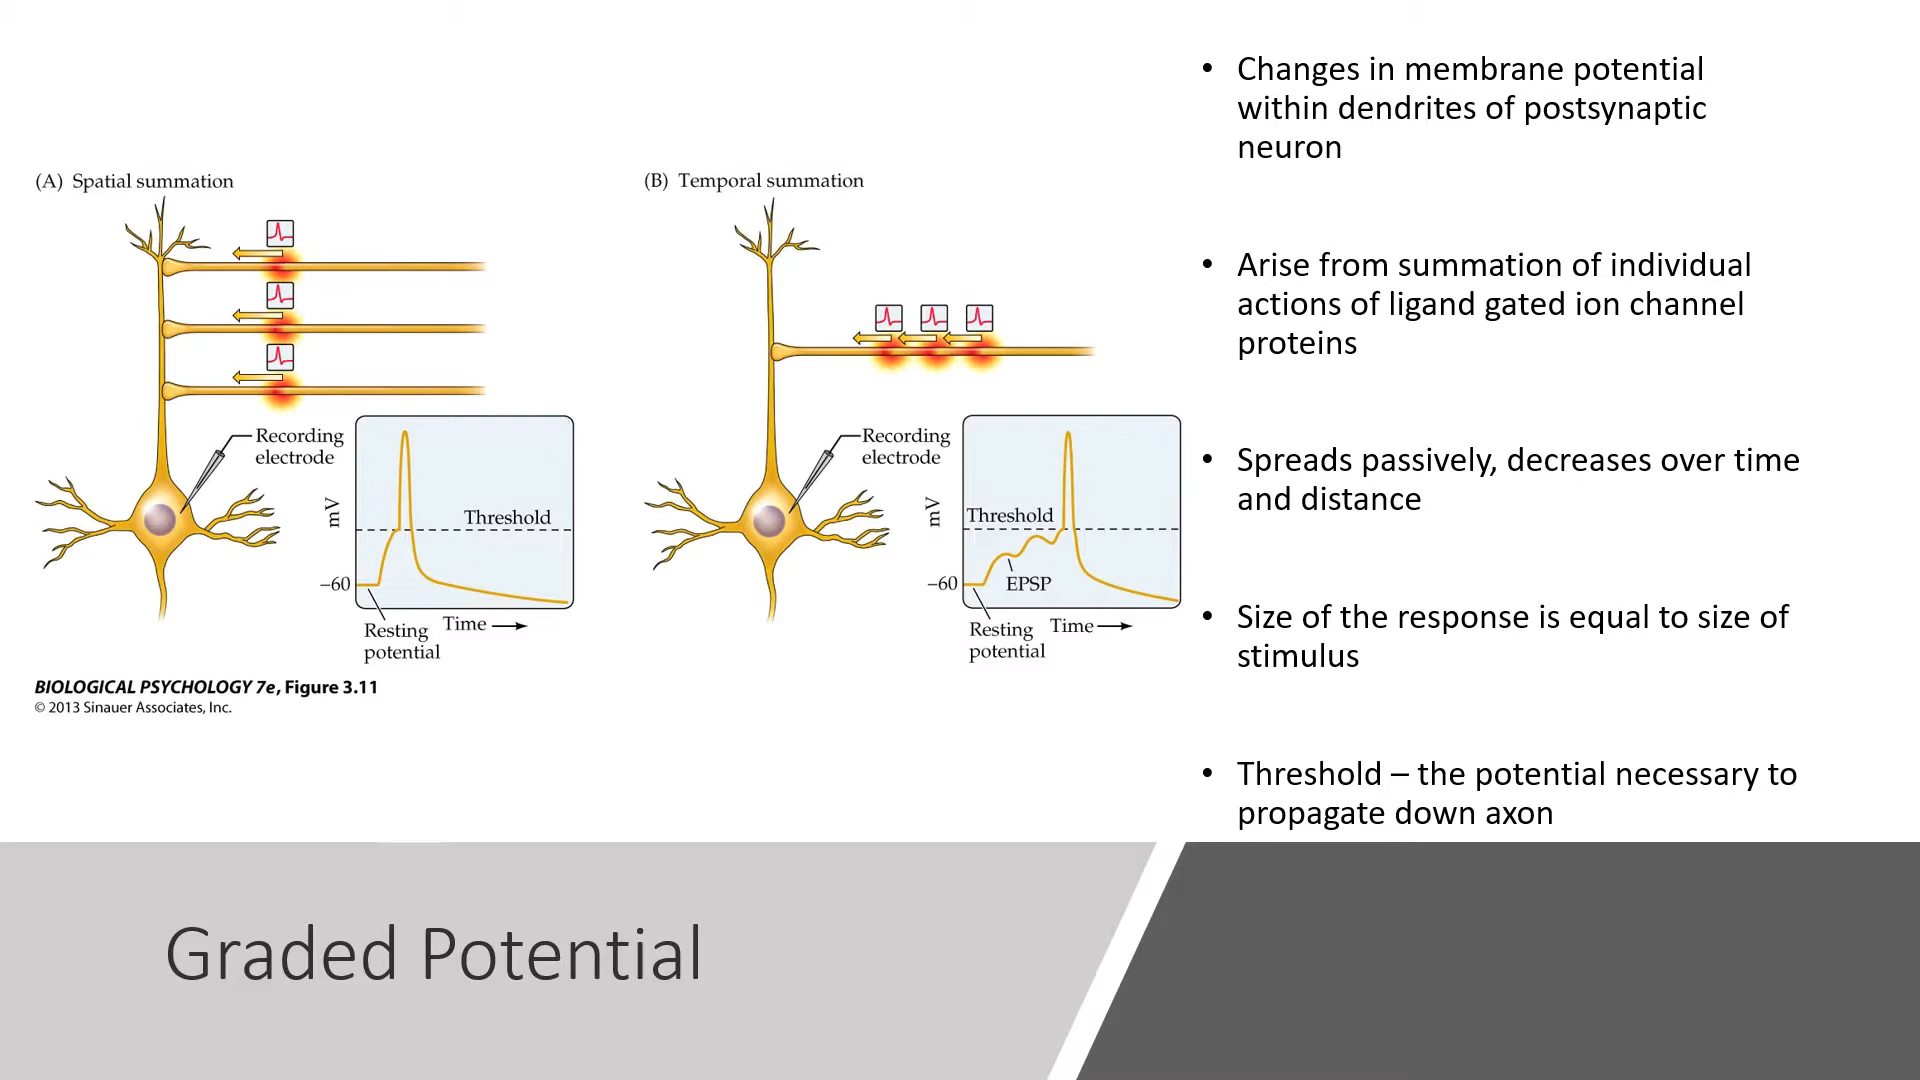 (A) Spatial summation
Recording
electrode
mV
Threshold
−60
Resting
potential
Time
(B) Temporal summation
Recording
electrode
mV
Threshold
EPSP
−60
Resting
potential
Time
BIOLOGICAL PSYCHOLOGY 7e, Figure 3.11
© 2013 Sinauer Associates, Inc.
• Changes in membrane potential
within dendrites of postsynaptic
neuron
• Arise from summation of individual
actions of ligand gated ion channel
proteins
• Spreads passively, decreases over time
and distance
• Size of the response is equal to size of
stimulus
• Threshold – the potential necessary to
propagate down axon
Graded Potential